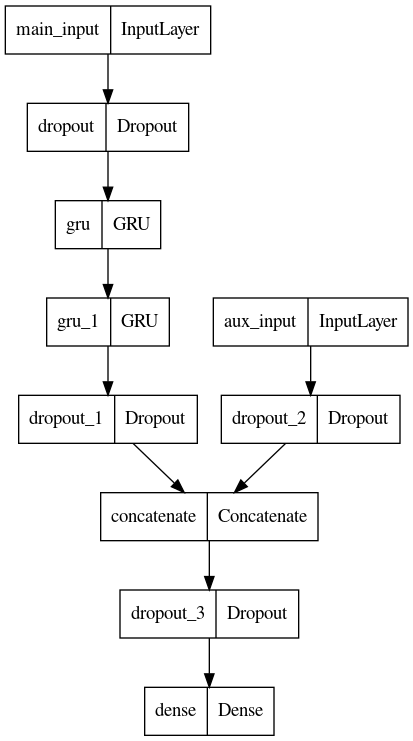 main_input InputLayer
dropout Dropout
gru GRU
gru_1 GRU
aux_input InputLayer
dropout_1 Dropout
dropout_2 Dropout
concatenate Concatenate
dropout_3 Dropout
dense Dense